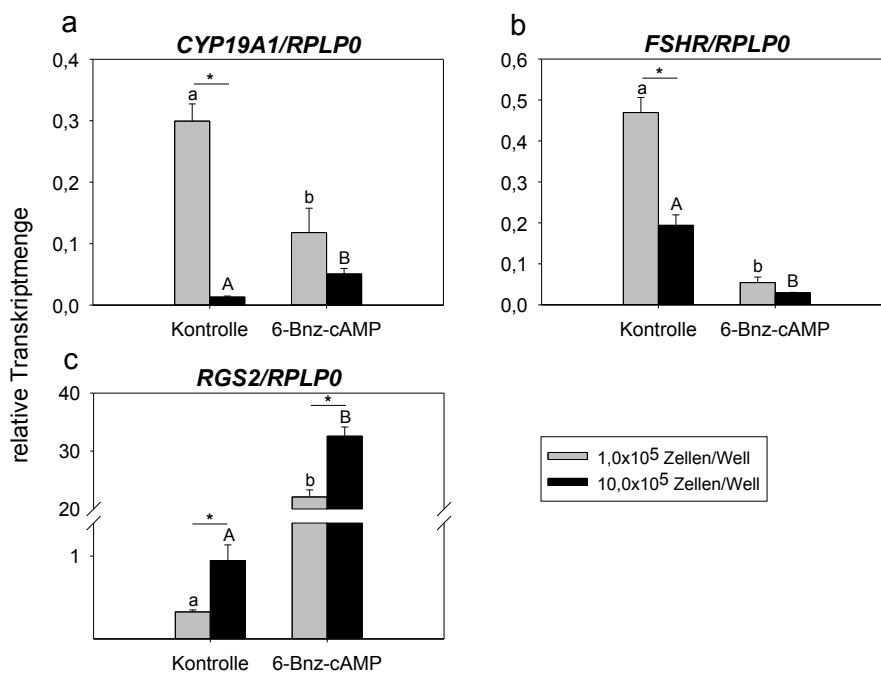 a
CYP19A1/RPLP0
0,4
0,3
0,2
0,1
0,0
*
a
A
b
B
Kontrolle 6-Bnz-cAMP
b
FSHR/RPLP0
0,6
0,5
0,4
0,3
0,2
0,1
0,0
*
a
A
b
B
Kontrolle 6-Bnz-cAMP
relative Transkriptmenge
c
RGS2/RPLP0
40
30
20
1
*
a
A
*
b
B
Kontrolle 6-Bnz-cAMP
1,0x10⁵ Zellen/Well
10,0x10⁵ Zellen/Well